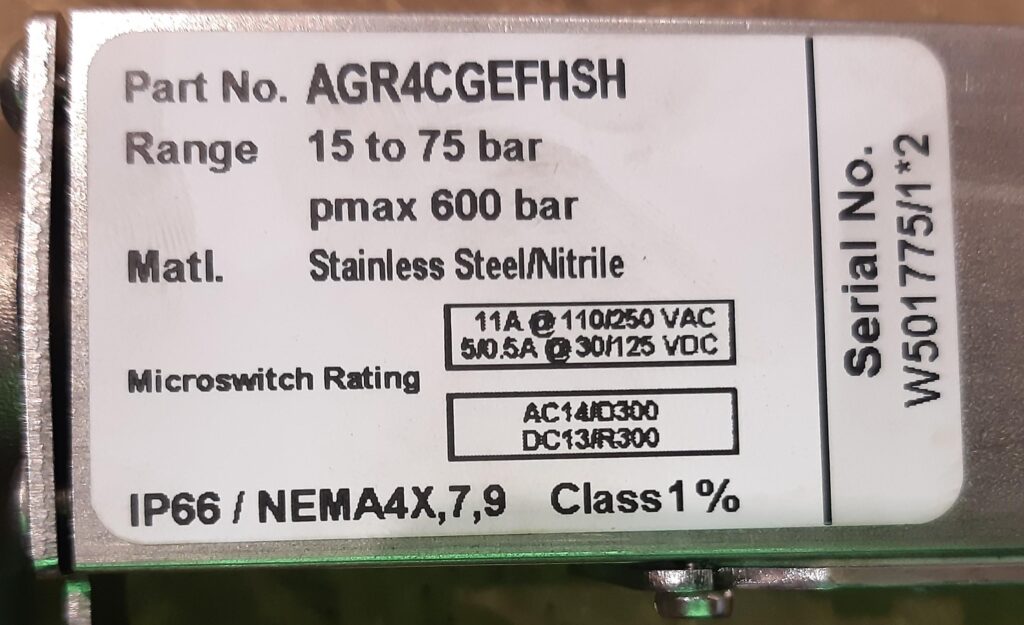 Part No. AGR4CGEFHSH
Range 15 to 75 bar
pmax 600 bar
Matl. Stainless Steel/Nitrile
11A @ 110/250 VAC
5/0.5A @ 30/125 VDC
Microswitch Rating
AC14/D300
DC13/R300
IP66 / NEMA4X,7,9 Class 1%
Serial No.
W501775/1*2